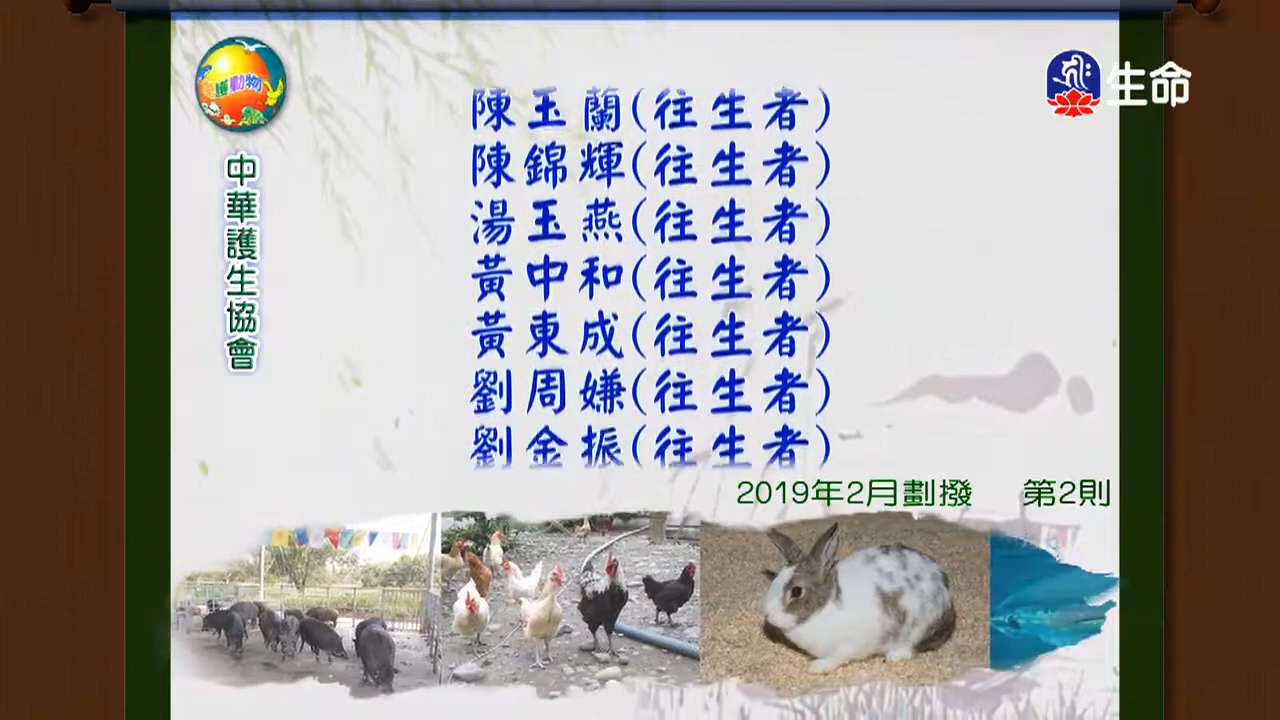 生命
護動物
中華護生協會
陳玉蘭(往生者)
陳錦輝(往生者)
湯玉燕(往生者)
黃中和(往生者)
黃東成(往生者)
劉周嫌(往生者)
劉金振(往生者)
2019年2月劃撥 第2則